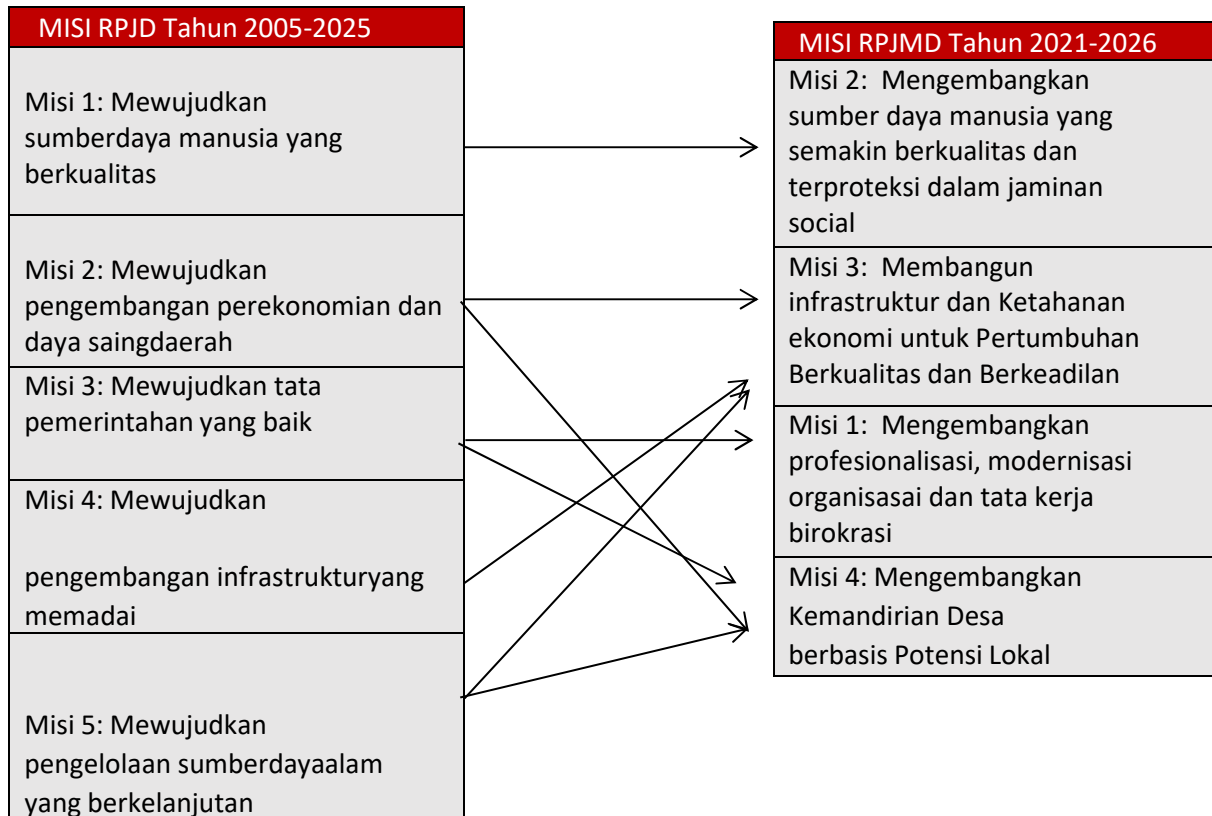 MISI RPJD Tahun 2005-2025
Misi 1: Mewujudkan
sumberdaya manusia yang
berkualitas
Misi 2: Mewujudkan
pengembangan perekonomian dan
daya saingdaerah
Misi 3: Mewujudkan tata
pemerintahan yang baik
Misi 4: Mewujudkan
pengembangan infrastrukturyang
memadai
Misi 5: Mewujudkan
pengelolaan sumberdayaalam
yang berkelanjutan
MISI RPJMD Tahun 2021-2026
Misi 2: Mengembangkan
sumber daya manusia yang
semakin berkualitas dan
terproteksi dalam jaminan
social
Misi 3: Membangun
infrastruktur dan Ketahanan
ekonomi untuk Pertumbuhan
Berkualitas dan Berkeadilan
Misi 1: Mengembangkan
profesionalisasi, modernisasi
organisasai dan tata kerja
birokrasi
Misi 4: Mengembangkan
Kemandirian Desa
berbasis Potensi Lokal